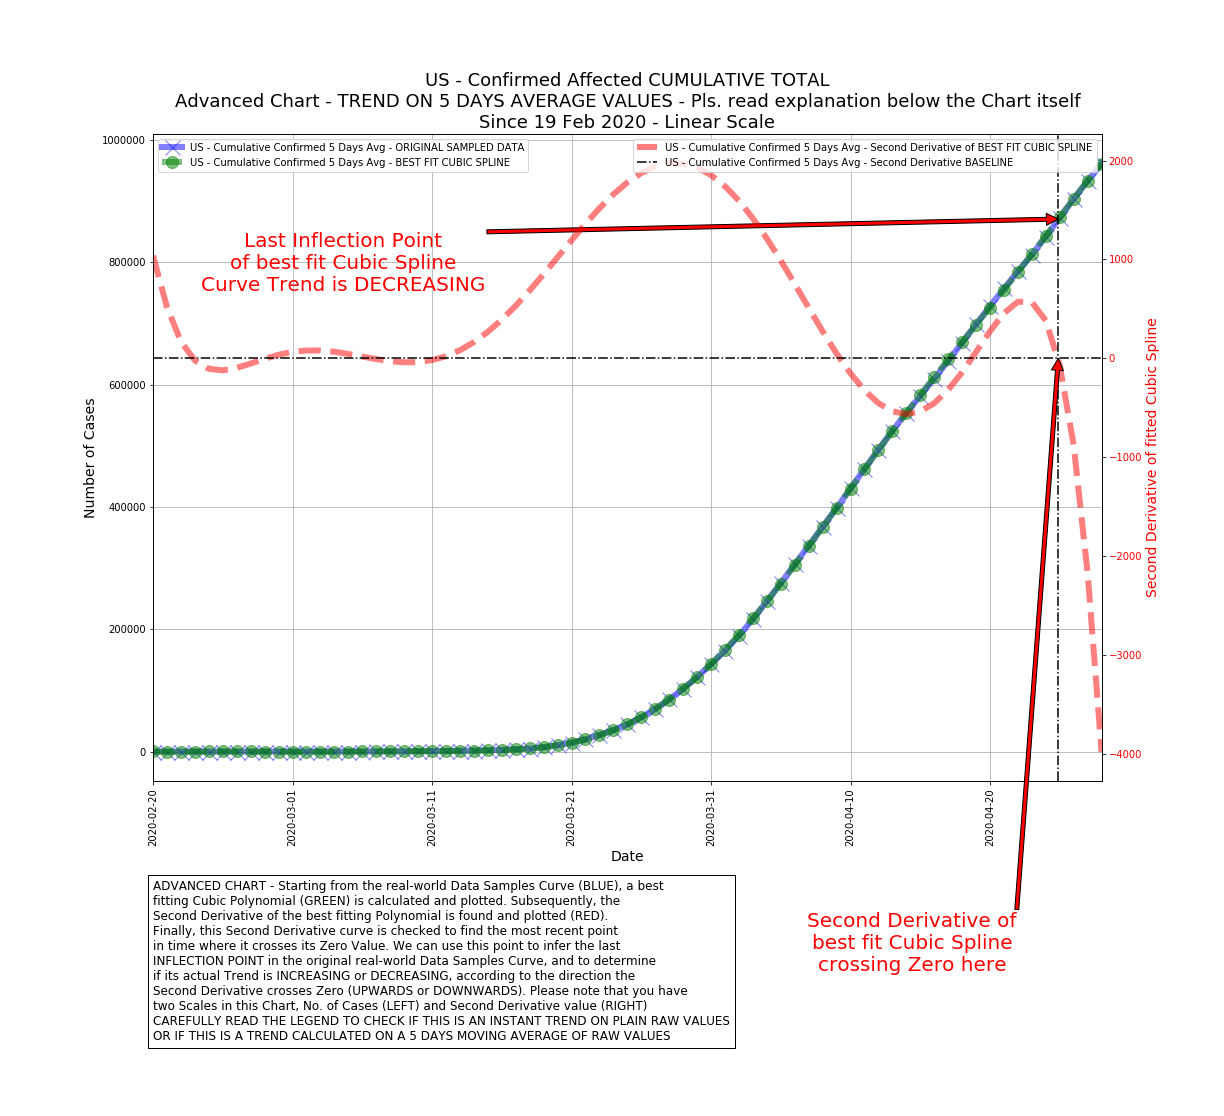 US - Confirmed Affected CUMULATIVE TOTAL
Advanced Chart - TREND ON 5 DAYS AVERAGE VALUES - Pls. read explanation below the Chart itself
Since 19 Feb 2020 - Linear Scale
US - Cumulative Confirmed 5 Days Avg - ORIGINAL SAMPLED DATA
US - Cumulative Confirmed 5 Days Avg - BEST FIT CUBIC SPLINE
US - Cumulative Confirmed 5 Days Avg - Second Derivative of BEST FIT CUBIC SPLINE
US - Cumulative Confirmed 5 Days Avg - Second Derivative BASELINE
Last Inflection Point
of best fit Cubic Spline
Curve Trend is DECREASING
Number of Cases
1000000
800000
600000
400000
200000
0
2000
1000
0
−1000
−2000
−3000
−4000
Second Derivative of fitted Cubic Spline
2020-02-20
2020-03-01
2020-03-11
2020-03-21
2020-03-31
2020-04-10
2020-04-20
Date
ADVANCED CHART - Starting from the real-world Data Samples Curve (BLUE), a best
fitting Cubic Polynomial (GREEN) is calculated and plotted. Subsequently, the
Second Derivative of the best fitting Polynomial is found and plotted (RED).
Finally, this Second Derivative curve is checked to find the most recent point
in time where it crosses its Zero Value. We can use this point to infer the last
INFLECTION POINT in the original real-world Data Samples Curve, and to determine
if its actual Trend is INCREASING or DECREASING, according to the direction the
Second Derivative crosses Zero (UPWARDS or DOWNWARDS). Please note that you have
two Scales in this Chart, No. of Cases (LEFT) and Second Derivative value (RIGHT)
CAREFULLY READ THE LEGEND TO CHECK IF THIS IS AN INSTANT TREND ON PLAIN RAW VALUES
OR IF THIS IS A TREND CALCULATED ON A 5 DAYS MOVING AVERAGE OF RAW VALUES
Second Derivative of
best fit Cubic Spline
crossing Zero here